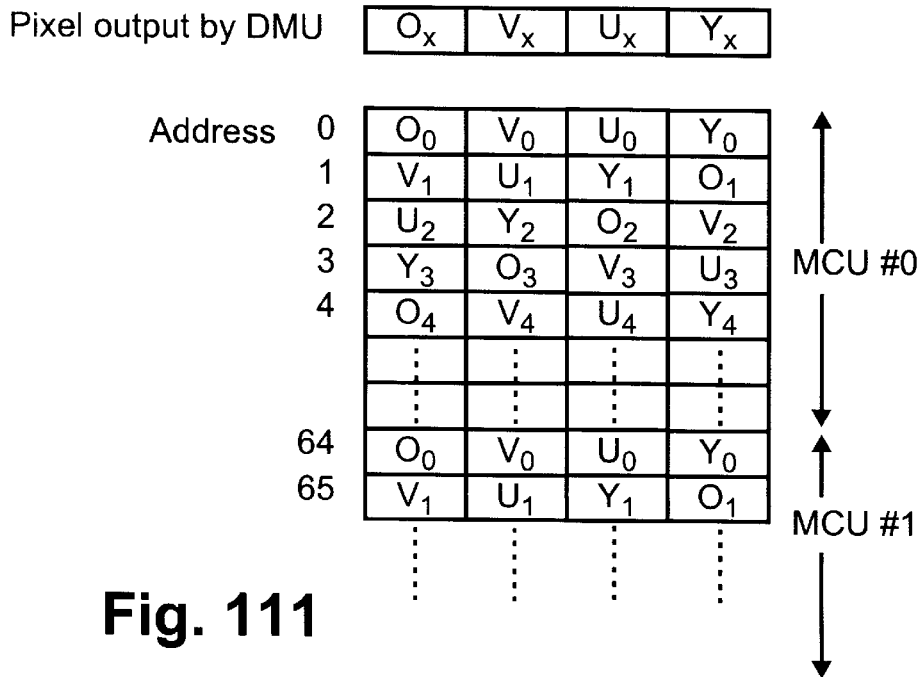 Pixel output by DMU Oₓ Vₓ Uₓ Yₓ
Address 0 O₀ V₀ U₀ Y₀
1 V₁ U₁ Y₁ O₁
2 U₂ Y₂ O₂ V₂
3 Y₃ O₃ V₃ U₃
MCU #0
4 O₄ V₄ U₄ Y₄
64 O₀ V₀ U₀ Y₀
65 V₁ U₁ Y₁ O₁
MCU #1
Fig. 111